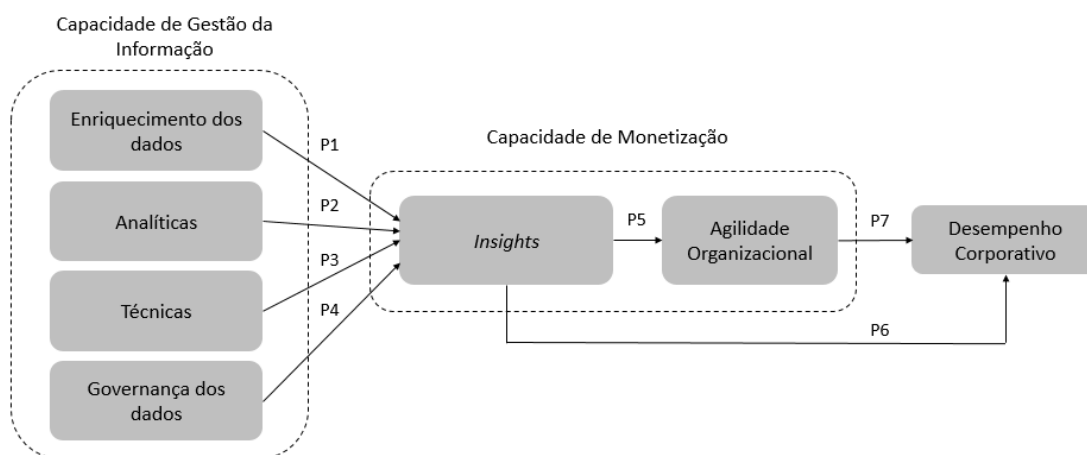 Capacidade de Gestão da
Informação
Enriquecimento dos
dados
Analíticas
Técnicas
Governança dos
dados
P1
P2
P3
P4
Capacidade de Monetização
Insights
P5
Agilidade
Organizacional
P7
Desempenho
Corporativo
P6